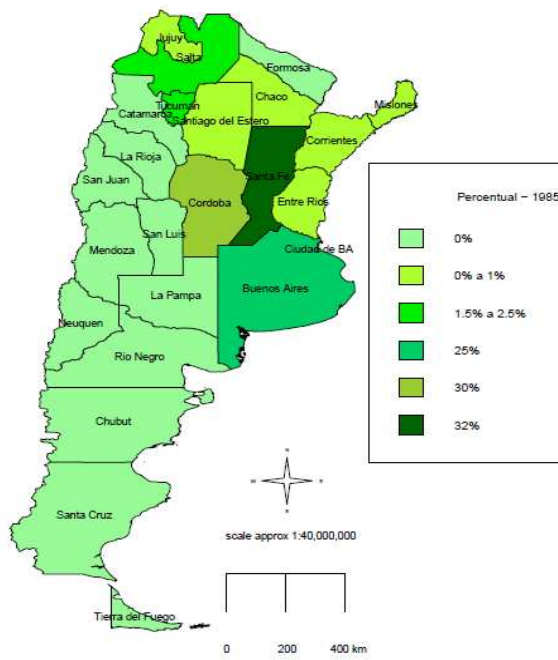 Jujuy
Salta
Formosa
Chaco
Misiones
Tucuman
Catamarca
Santiago del Estero
Corrientes
La Rioja
Santa Fe
San Juan
Cordoba
Entre Rios
San Luis
Mendoza
Ciudad de BA
La Pampa
Buenos Aires
Neuquen
Rio Negro
Chubut
Santa Cruz
Tierra del Fuego
Percentual − 1985
0%
0% a 1%
1.5% a 2.5%
25%
30%
32%
scale approx 1:40,000,000
0 200 400 km